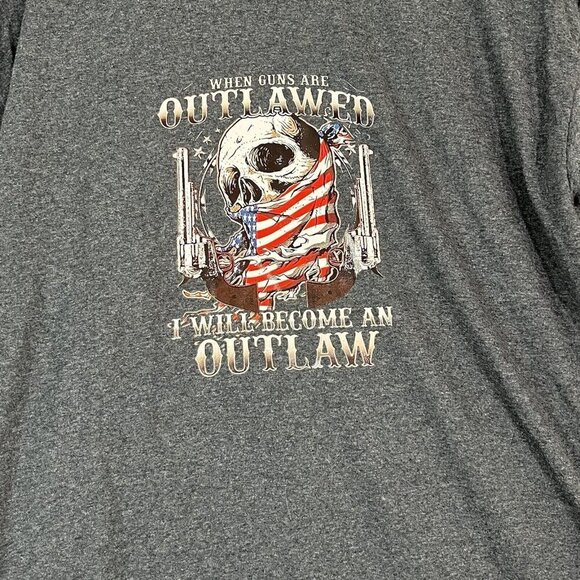 WHEN GUNS ARE
OUTLAWED
I WILL BECOME AN
OUTLAW